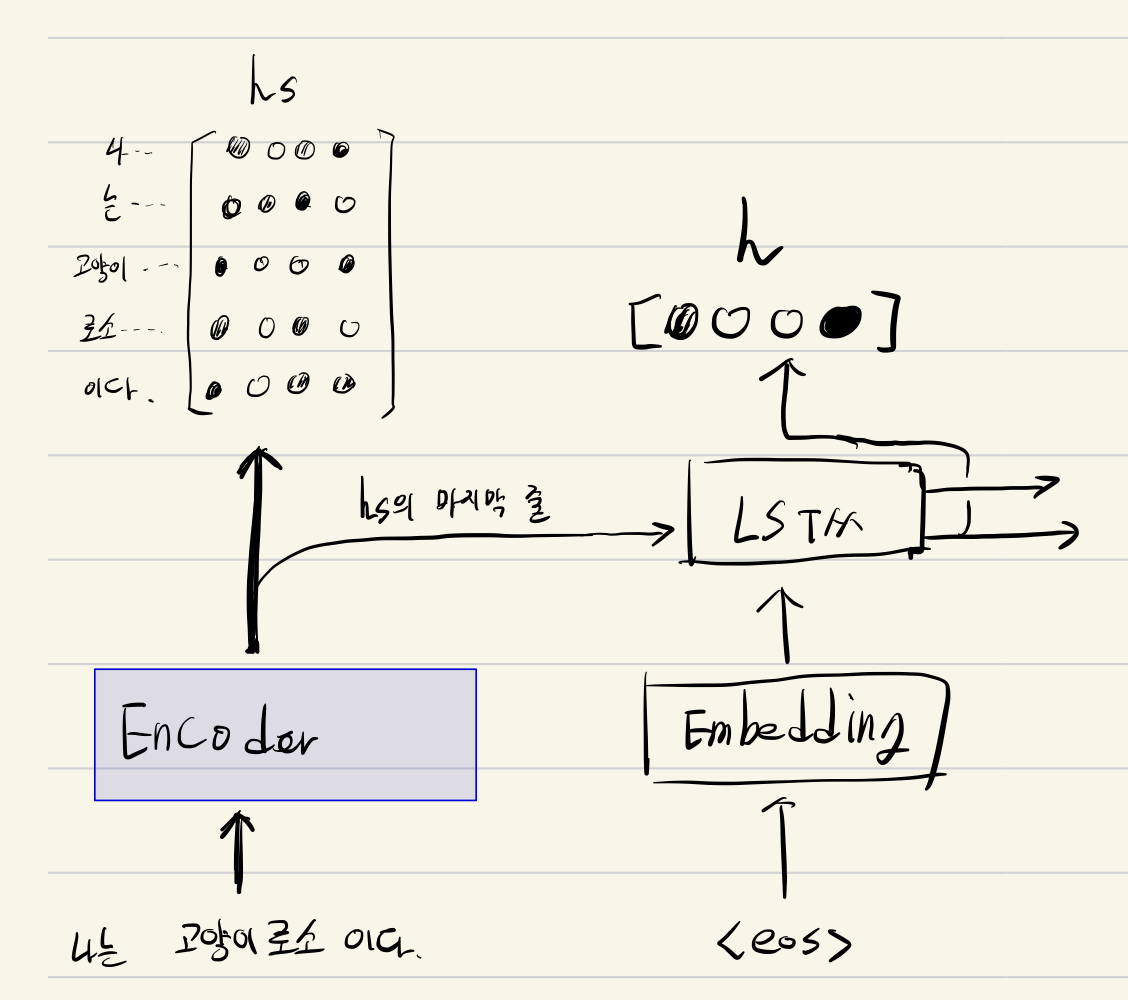 hs
나
는
고양이
로소
이다.
h
hs의 마지막 줄
LSTM
Encoder
Embedding
나는 고양이로소 이다.
<eos>